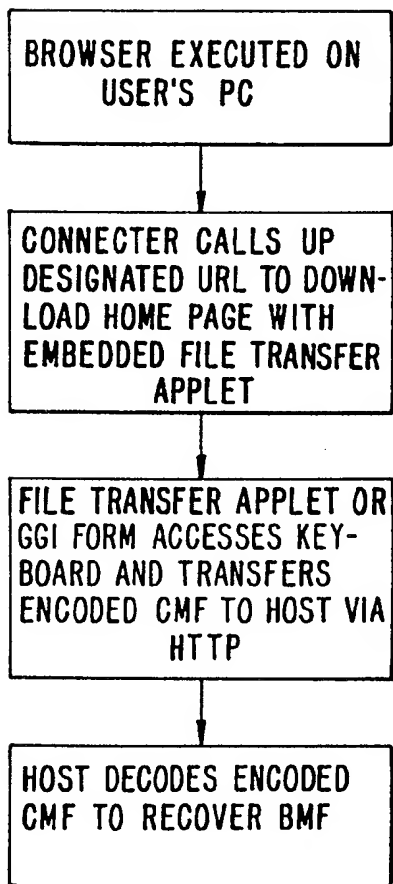 BROWSER EXECUTED ON
USER'S PC
CONNECTER CALLS UP
DESIGNATED URL TO DOWN-
LOAD HOME PAGE WITH
EMBEDDED FILE TRANSFER
APPLET
FILE TRANSFER APPLET OR
GGI FORM ACCESSES KEY-
BOARD AND TRANSFERS
ENCODED CMF TO HOST VIA
HTTP
HOST DECODES ENCODED
CMF TO RECOVER BMF